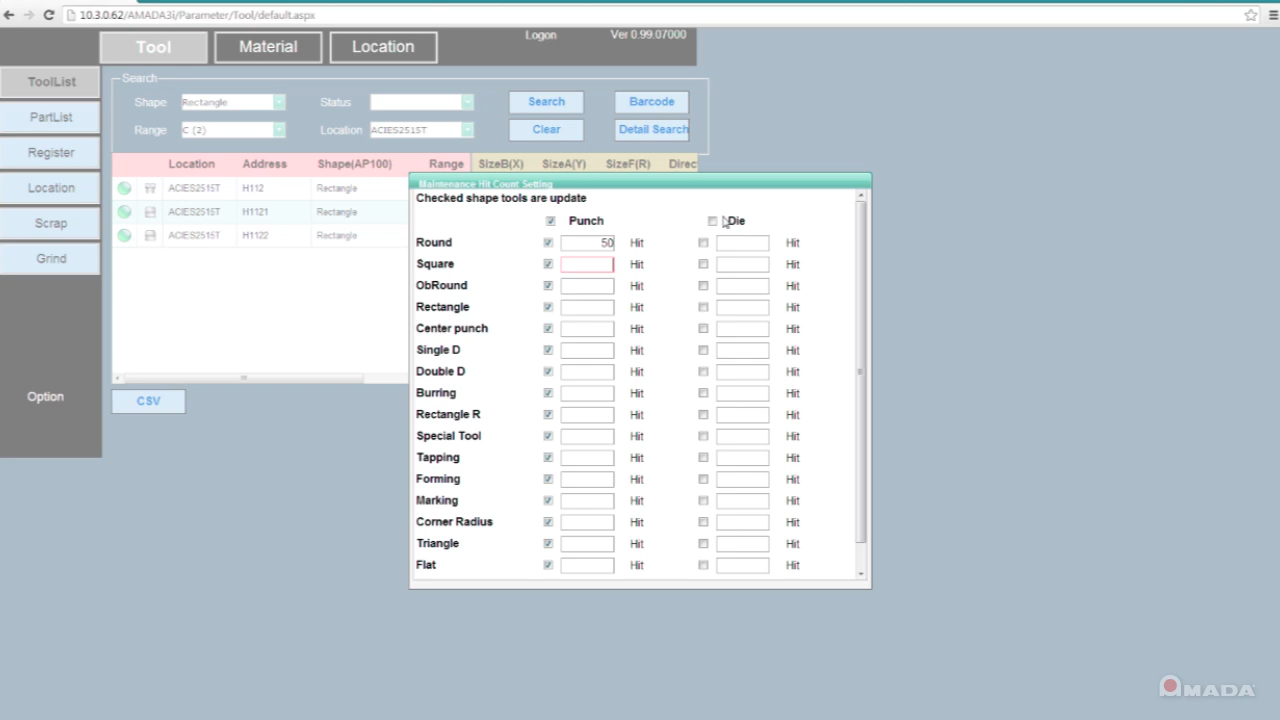 10.3.0.62/AMADA3i/Parameter/Tool/default.aspx
Tool Material Location Logon Ver 0.99.07000
ToolList
PartList
Register
Location
Scrap
Grind
Option
Search
Shape Rectangle Status Search Barcode
Range C (2) Location ACIES2515T Clear Detail Search
Location Address Shape(AP100) Range SizeB(X) SizeA(Y) SizeF(R) Direc
ACIES2515T H112 Rectangle
ACIES2515T H1121 Rectangle
ACIES2515T H1122 Rectangle
CSV
Maintenance Hit Count Setting
Checked shape tools are update
Punch Die
Round 50 Hit Hit
Square Hit Hit
ObRound Hit Hit
Rectangle Hit Hit
Center punch Hit Hit
Single D Hit Hit
Double D Hit Hit
Burring Hit Hit
Rectangle R Hit Hit
Special Tool Hit Hit
Tapping Hit Hit
Forming Hit Hit
Marking Hit Hit
Corner Radius Hit Hit
Triangle Hit Hit
Flat Hit Hit
AMADA